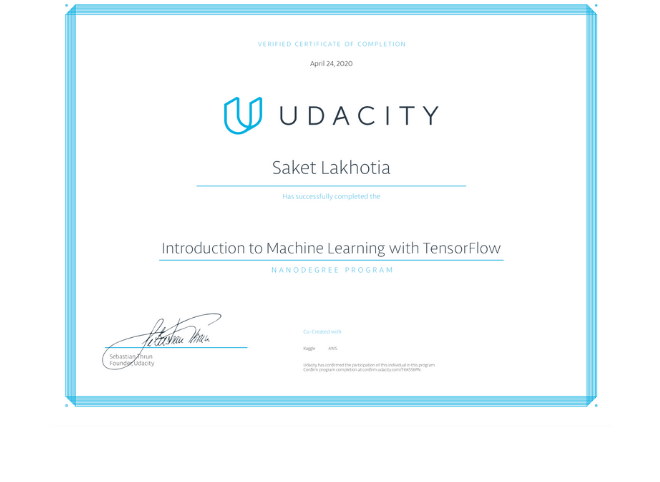 VERIFIED CERTIFICATE OF COMPLETION
April 24, 2020
UDACITY
Saket Lakhotia
Has successfully completed the
Introduction to Machine Learning with TensorFlow
NANODEGREE PROGRAM
Sebastian Thrun
Sebastian Thrun
Founder, Udacity
Co-Created with
Kaggle AWS
Udacity has confirmed the participation of this individual in this program.
Confirm program completion at confirm.udacity.com/